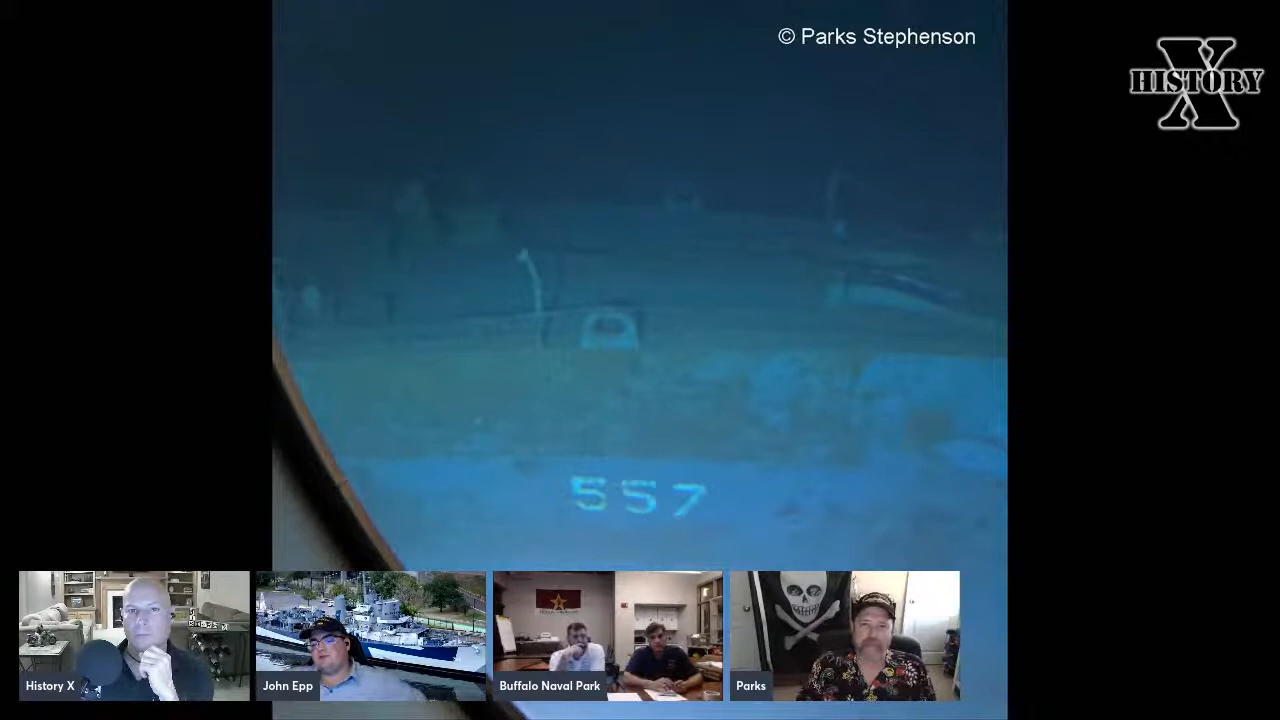 © Parks Stephenson
HISTORY X
557
History X
John Epp
Buffalo Naval Park
Parks